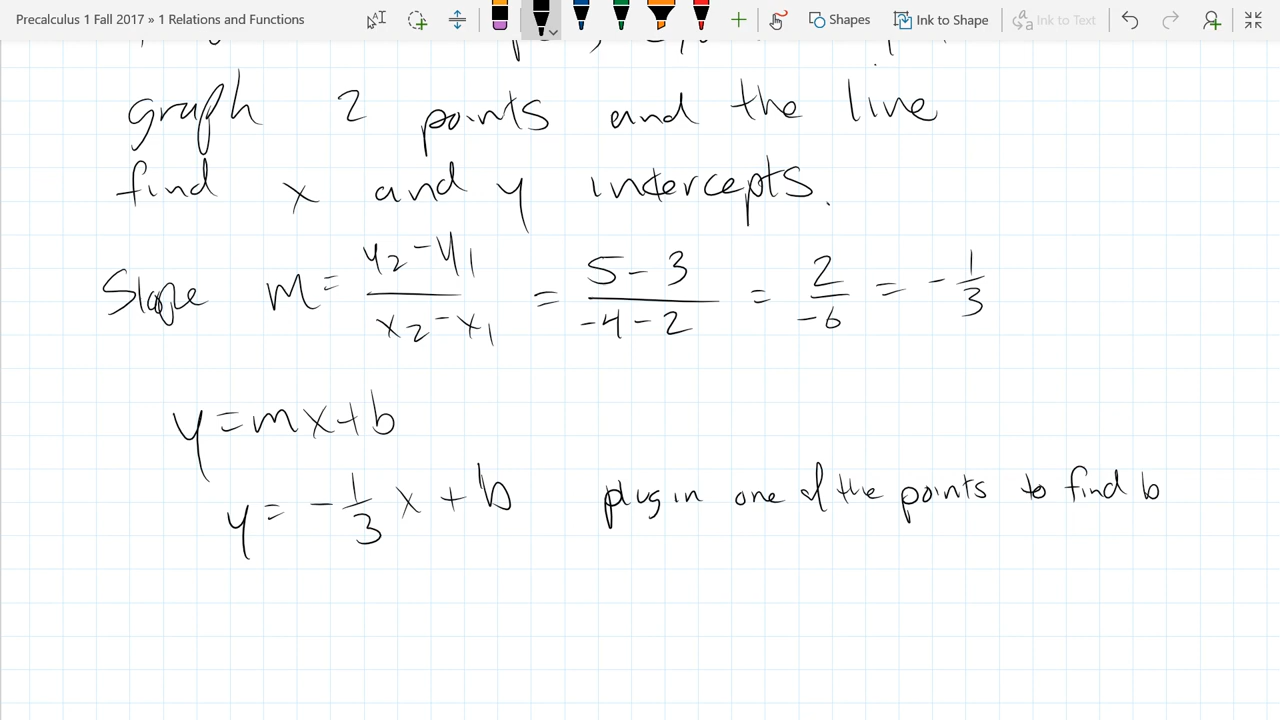 Precalculus 1 Fall 2017 » 1 Relations and Functions
Shapes
Ink to Shape
Ink to Text
graph 2 points and the line
find x and y intercepts.
Slope m = (y₂ - y₁)/(x₂ - x₁) = (5 - 3)/(-4 - 2) = 2/-6 = -1/3
y = mx + b
y = -1/3 x + b plug in one of the points to find b